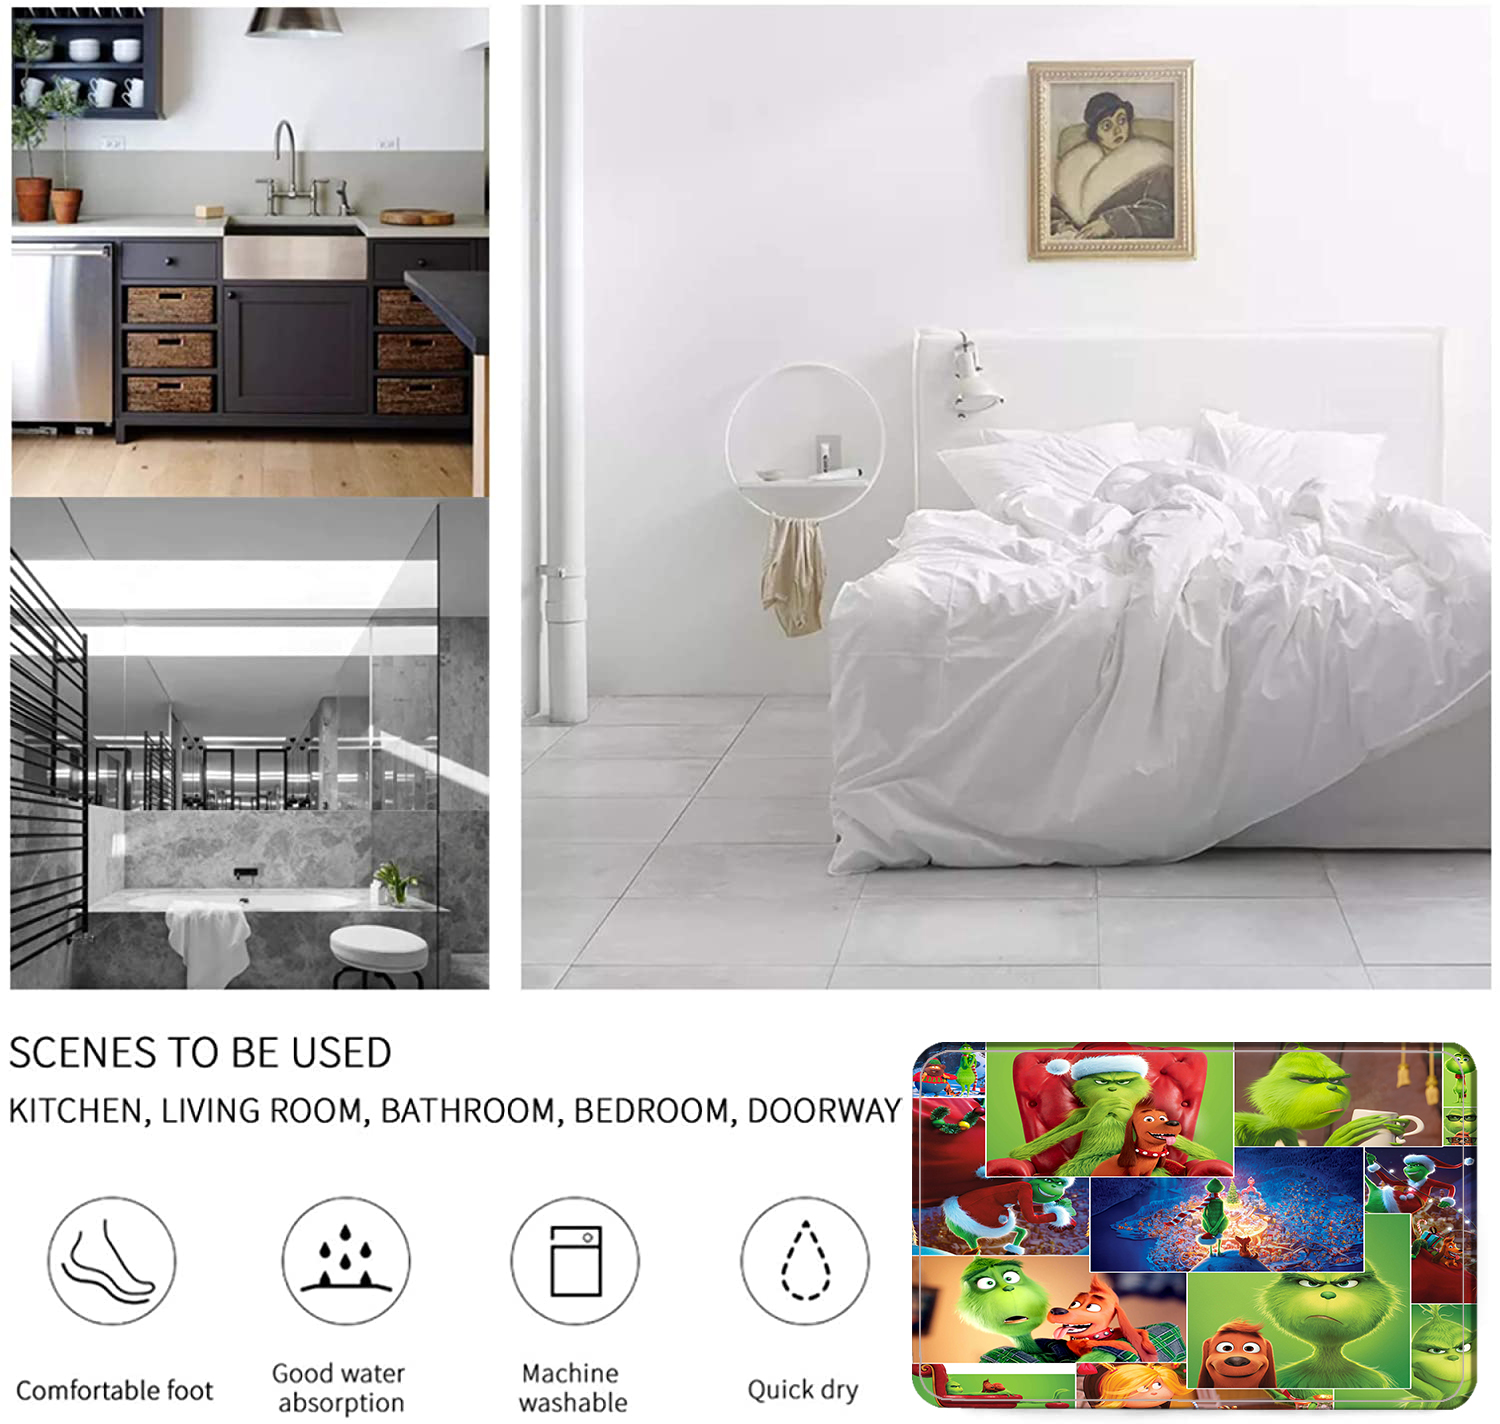 SCENES TO BE USED
KITCHEN, LIVING ROOM, BATHROOM, BEDROOM, DOORWAY
Comfortable foot
Good water
absorption
Machine
washable
Quick dry